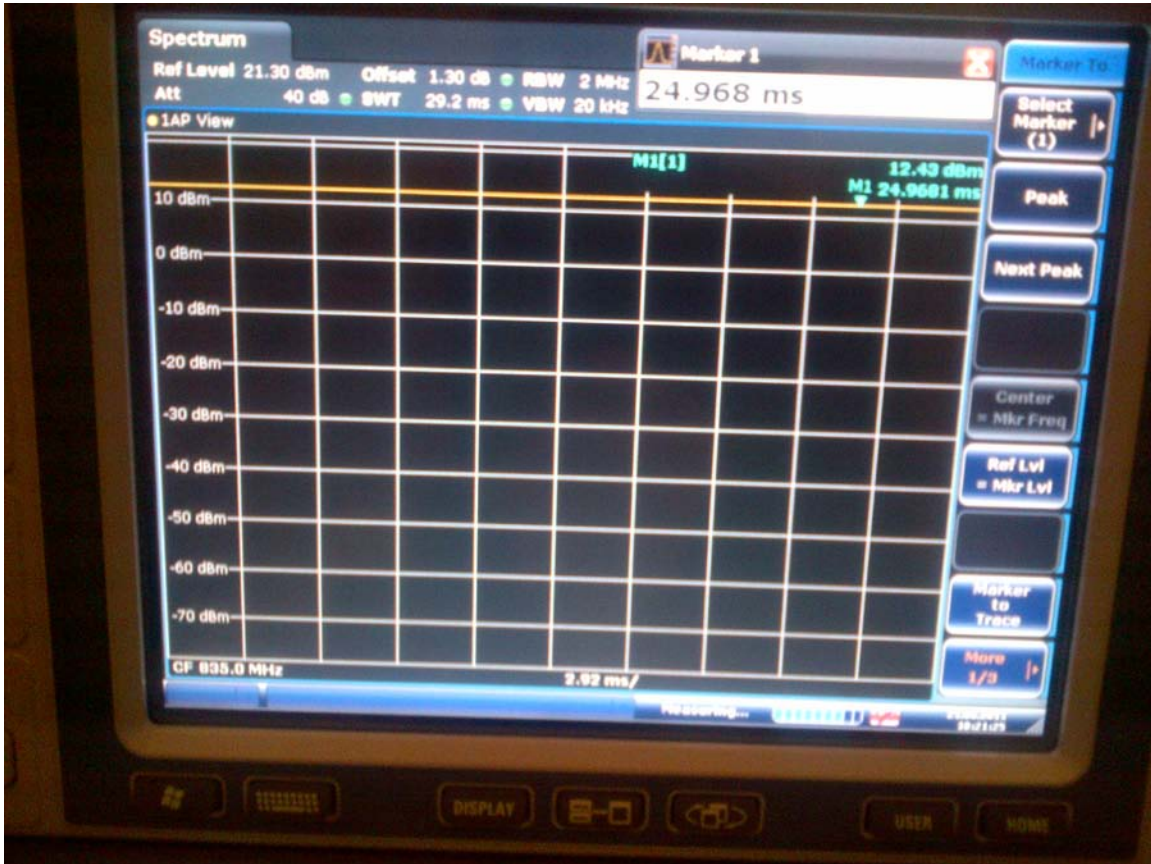 Spectrum
Marker 1
Marker To
Ref Level 21.30 dBm Offset 1.30 dB RBW 2 MHz
24.968 ms
Att 40 dB SWT 29.2 ms VBW 20 kHz
Select
Marker
(1)
1AP View
M1[1] 12.43 dBm
M1 24.9681 ms
Peak
10 dBm
0 dBm
Next Peak
-10 dBm
-20 dBm
Center
= Mkr Freq
-30 dBm
-40 dBm
Ref Lvl
= Mkr Lvl
-50 dBm
-60 dBm
Marker
to
Trace
-70 dBm
More
1/3
CF 835.0 MHz 2.92 ms/
Measuring...
10:21:25
DISPLAY
USER
HOME